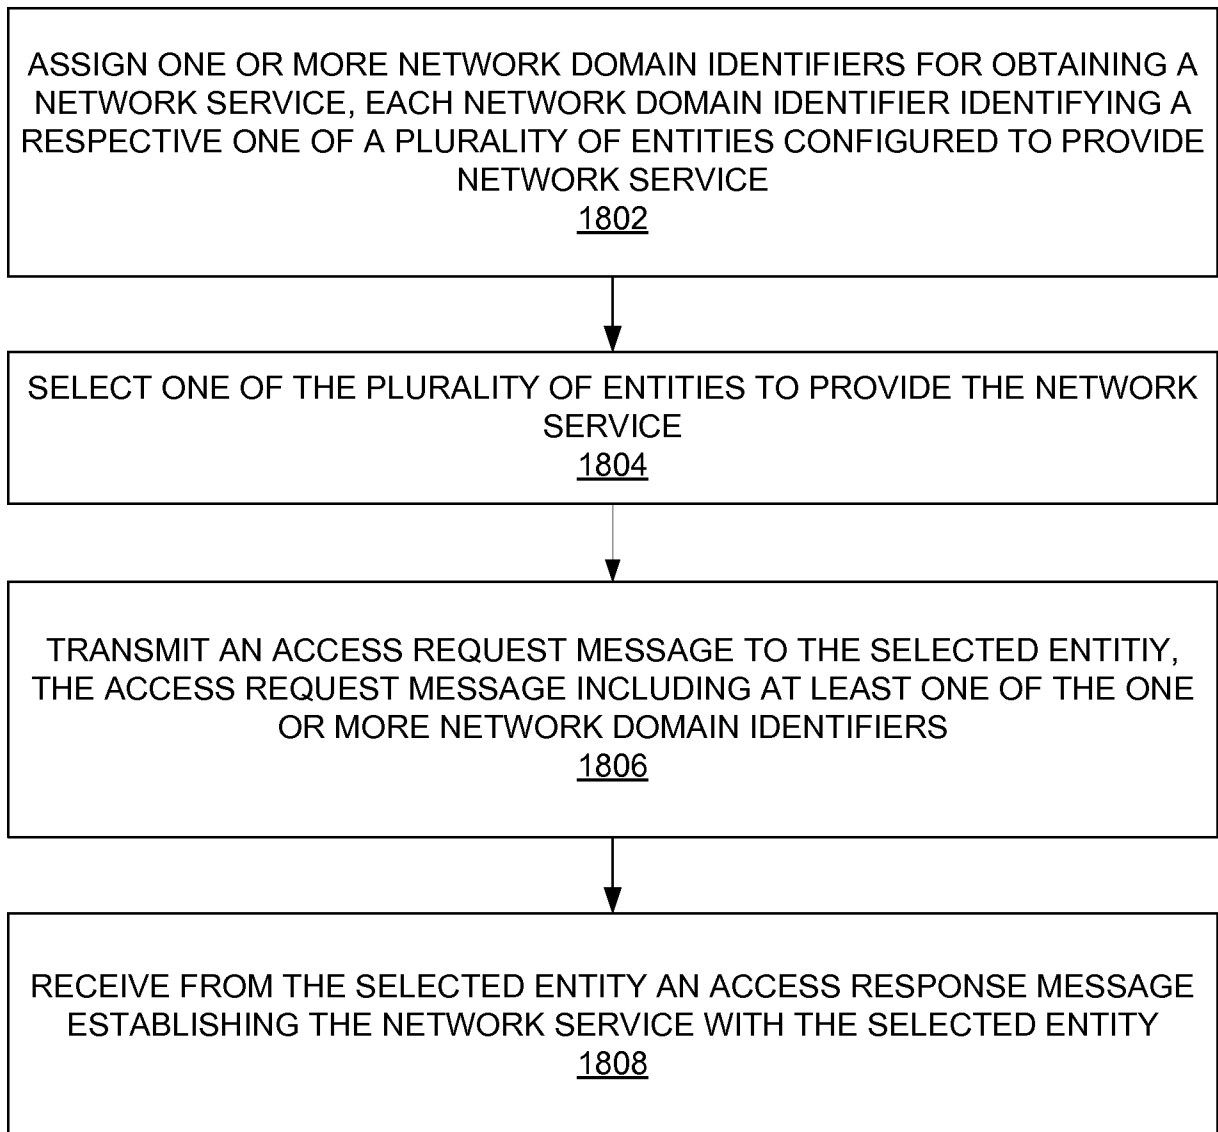 ASSIGN ONE OR MORE NETWORK DOMAIN IDENTIFIERS FOR OBTAINING A
NETWORK SERVICE, EACH NETWORK DOMAIN IDENTIFIER IDENTIFYING A
RESPECTIVE ONE OF A PLURALITY OF ENTITIES CONFIGURED TO PROVIDE
NETWORK SERVICE
1802
SELECT ONE OF THE PLURALITY OF ENTITIES TO PROVIDE THE NETWORK
SERVICE
1804
TRANSMIT AN ACCESS REQUEST MESSAGE TO THE SELECTED ENTITIY,
THE ACCESS REQUEST MESSAGE INCLUDING AT LEAST ONE OF THE ONE
OR MORE NETWORK DOMAIN IDENTIFIERS
1806
RECEIVE FROM THE SELECTED ENTITY AN ACCESS RESPONSE MESSAGE
ESTABLISHING THE NETWORK SERVICE WITH THE SELECTED ENTITY
1808